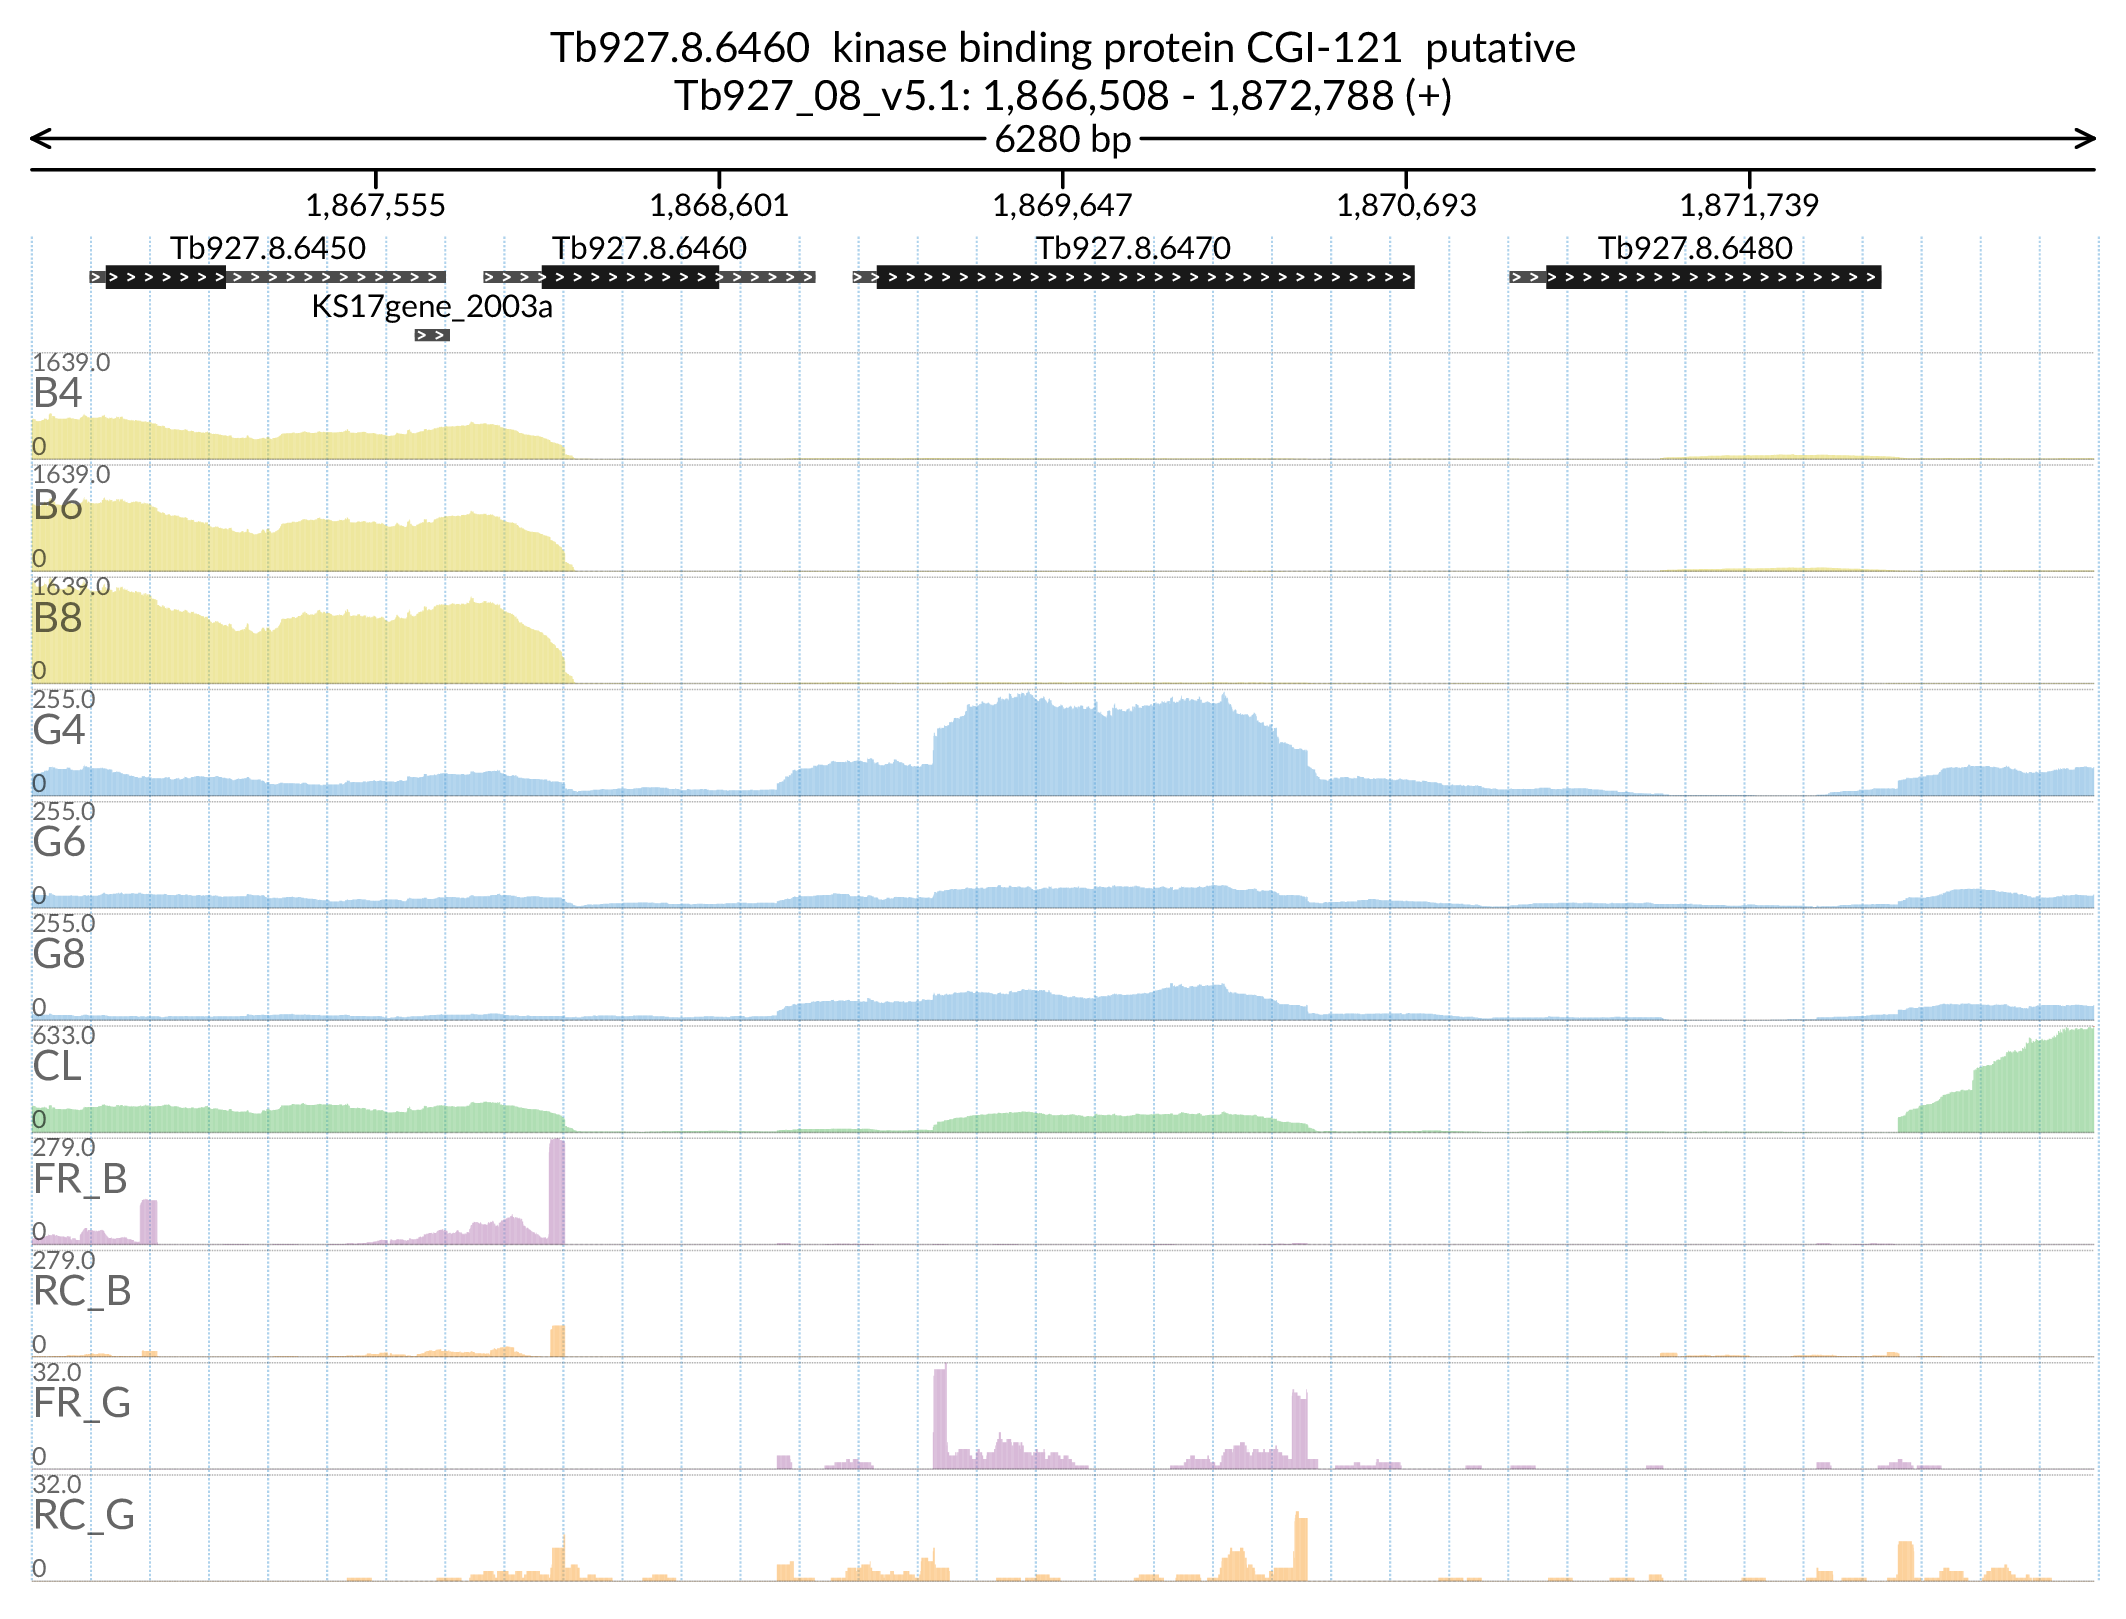 Tb927.8.6460  kinase binding protein CGI-121  putative
Tb927_08_v5.1: 1,866,508 - 1,872,788 (+)
6280 bp
1,867,555 1,868,601 1,869,647 1,870,693 1,871,739
Tb927.8.6450 Tb927.8.6460 Tb927.8.6470 Tb927.8.6480
KS17gene_2003a
1639.0
B4
0
1639.0
B6
0
1639.0
B8
0
255.0
G4
0
255.0
G6
0
255.0
G8
0
633.0
CL
0
279.0
FR_B
0
279.0
RC_B
0
32.0
FR_G
0
32.0
RC_G
0